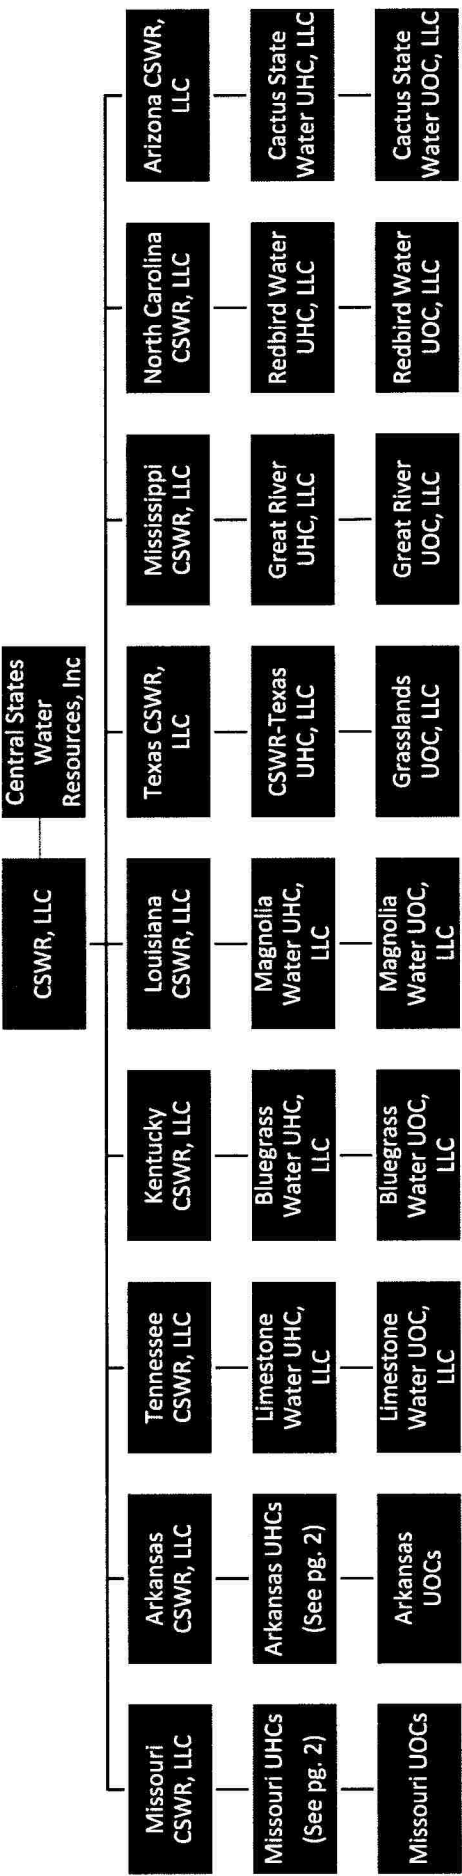 CSWR, LLC
Central States
Water
Resources, Inc
Missouri
CSWR, LLC
Arkansas
CSWR, LLC
Tennessee
CSWR, LLC
Kentucky
CSWR, LLC
Louisiana
CSWR, LLC
Texas CSWR,
LLC
Mississippi
CSWR, LLC
North Carolina
CSWR, LLC
Arizona CSWR,
LLC
Missouri UHCs
(See pg. 2)
Arkansas UHCs
(See pg. 2)
Limestone
Water UHC,
LLC
Bluegrass
Water UHC,
LLC
Magnolia
Water UHC,
LLC
CSWR-Texas
UHC, LLC
Great River
UHC, LLC
Redbird Water
UHC, LLC
Cactus State
Water UHC, LLC
Missouri UOCs
Arkansas
UOCs
Limestone
Water UOC,
LLC
Bluegrass
Water UOC,
LLC
Magnolia
Water UOC,
LLC
Grasslands
UOC, LLC
Great River
UOC, LLC
Redbird Water
UOC, LLC
Cactus State
Water UOC, LLC